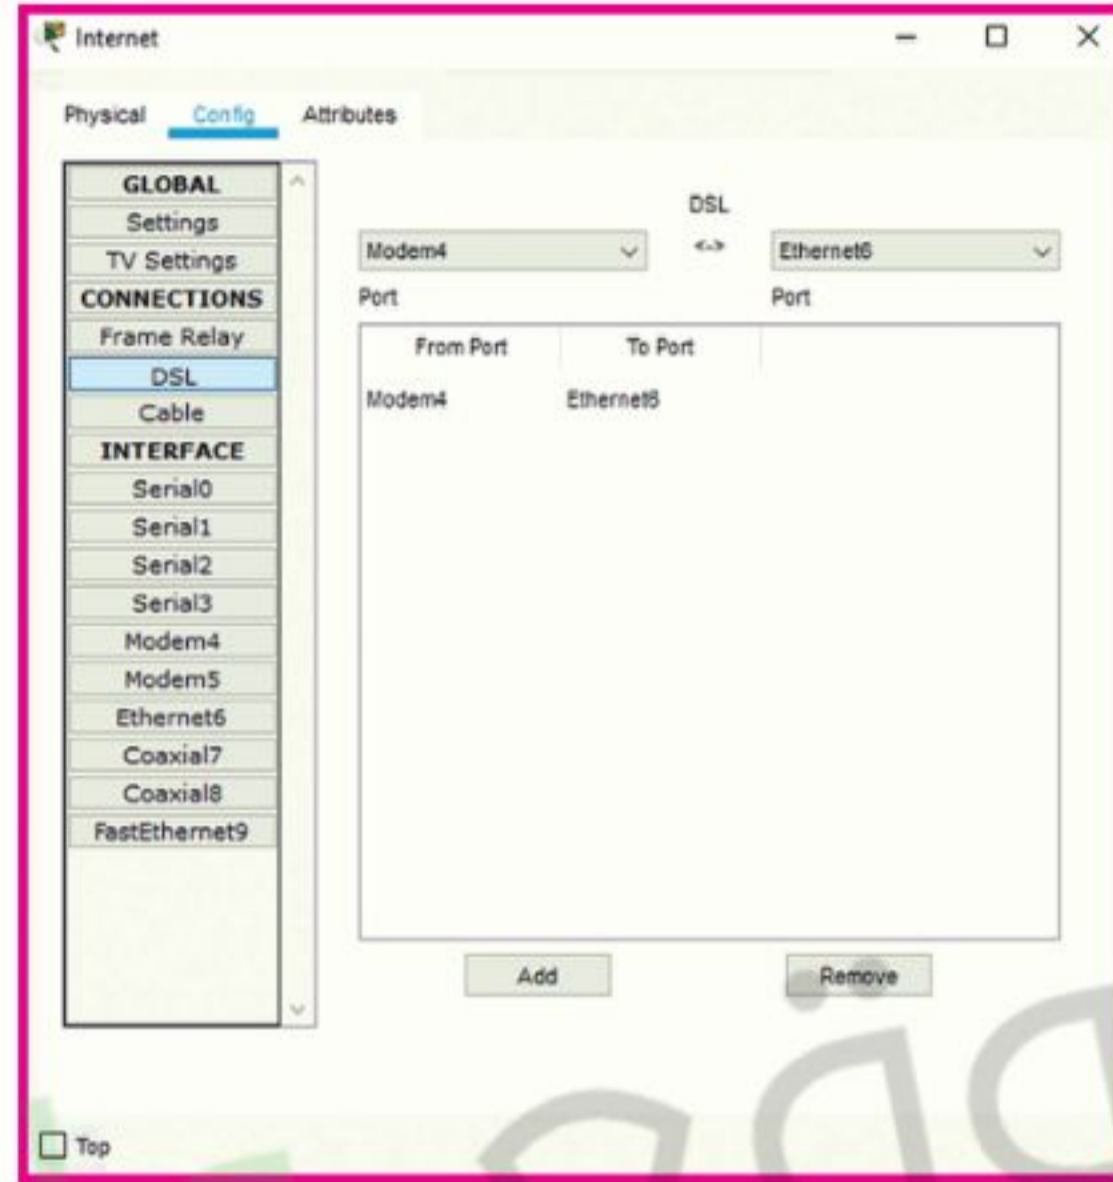 Internet
Physical Config Attributes
GLOBAL
Settings
TV Settings
CONNECTIONS
Frame Relay
DSL
Cable
INTERFACE
Serial0
Serial1
Serial2
Serial3
Modem4
Modem5
Ethernet6
Coaxial7
Coaxial8
FastEthernet9
DSL
Modem4 <-> Ethernet6
Port Port
From Port To Port
Modem4 Ethernet6
Add Remove
Top